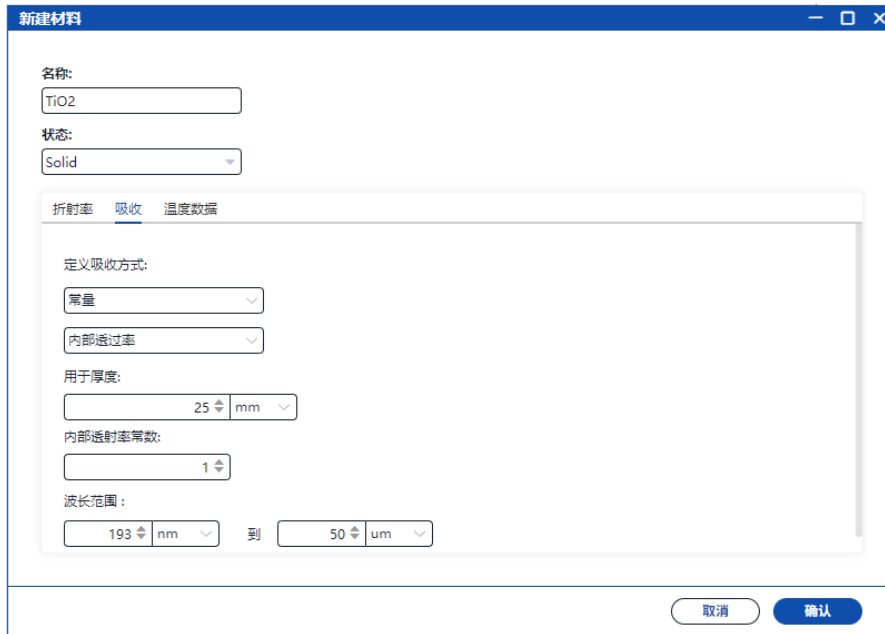 新建材料
名称:
TiO2
状态:
Solid
折射率 吸收 温度数据
定义吸收方式:
常量
内部透过率
用于厚度:
25 mm
内部透射率常数:
1
波长范围：
193 nm 到 50 um
取消 确认